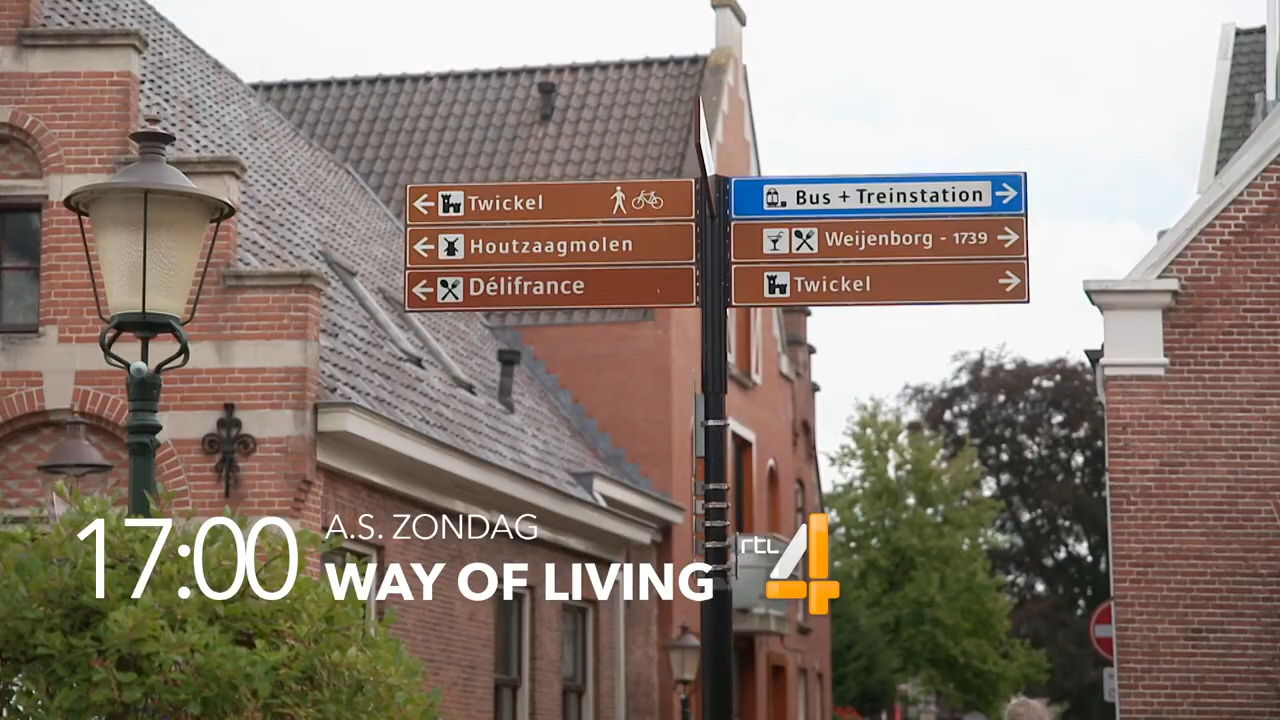 Twickel
Houtzaagmolen
Délifrance
Bus + Treinstation
Weijenborg - 1739
Twickel
17:00
A.S. ZONDAG
WAY OF LIVING
rtl 4